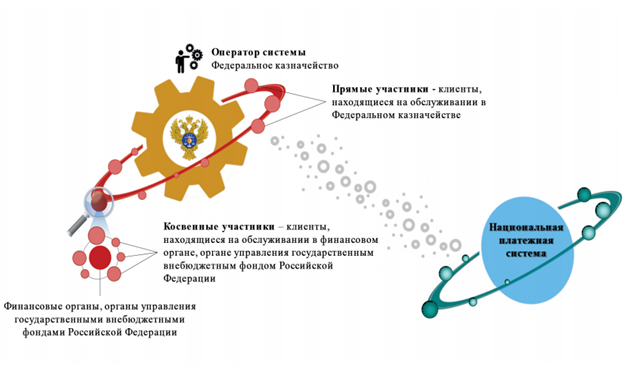 Оператор системы
Федеральное казначейство
Прямые участники - клиенты,
находящиеся на обслуживании в
Федеральном казначействе
Косвенные участники – клиенты,
находящиеся на обслуживании в финансовом
органе, органе управления государственным
внебюджетным фондом Российской
Федерации
Национальная
платежная
система
Финансовые органы, органы управления
государственными внебюджетными
фондами Российской Федерации